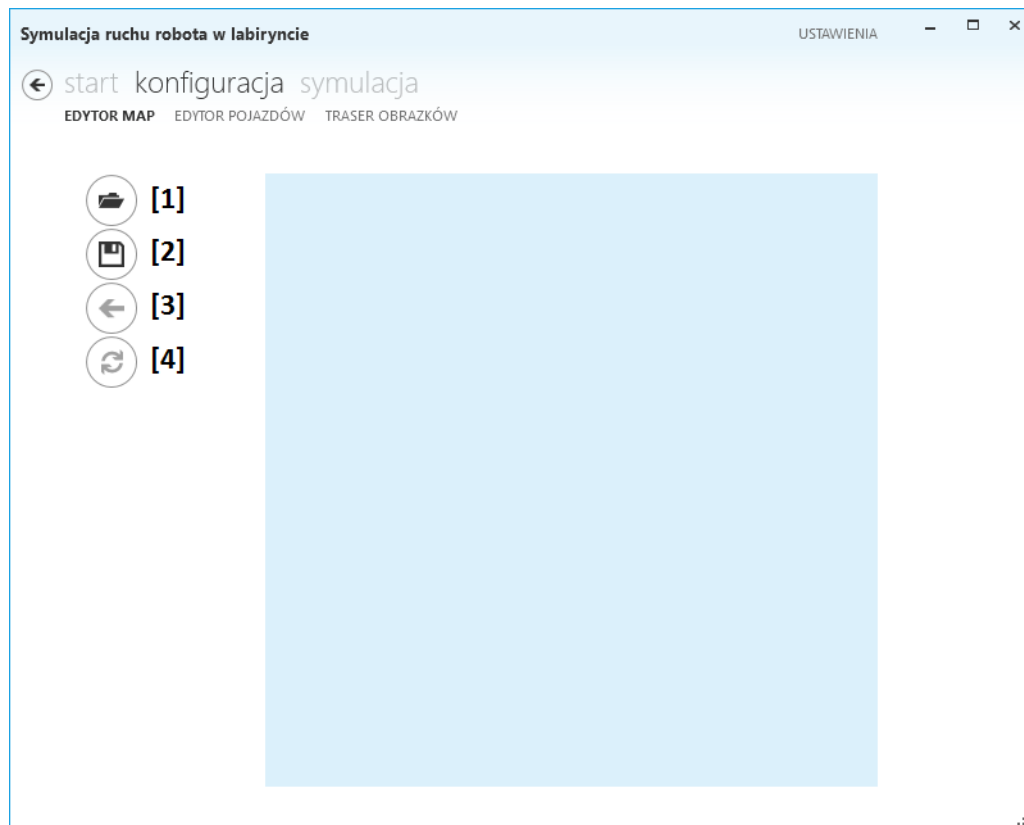 Symulacja ruchu robota w labiryncie USTAWIENIA
start konfiguracja symulacja
EDYTOR MAP EDYTOR POJAZDÓW TRASER OBRAZKÓW
[1]
[2]
[3]
[4]